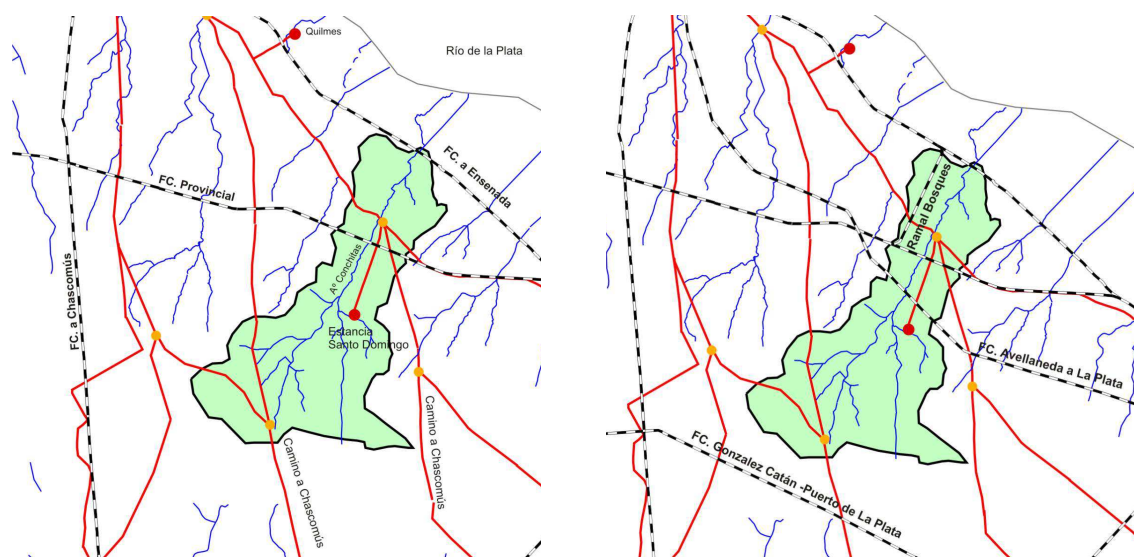 Quilmes
Río de la Plata
FC. a Ensenada
FC. Provincial
Aº Conchitas
FC. a Chascomús
Estancia
Santo Domingo
Camino a Chascomús
Camino a Chascomús
Ramal Bosques
FC. Avellaneda a La Plata
FC. Gonzalez Catán -Puerto de La Plata